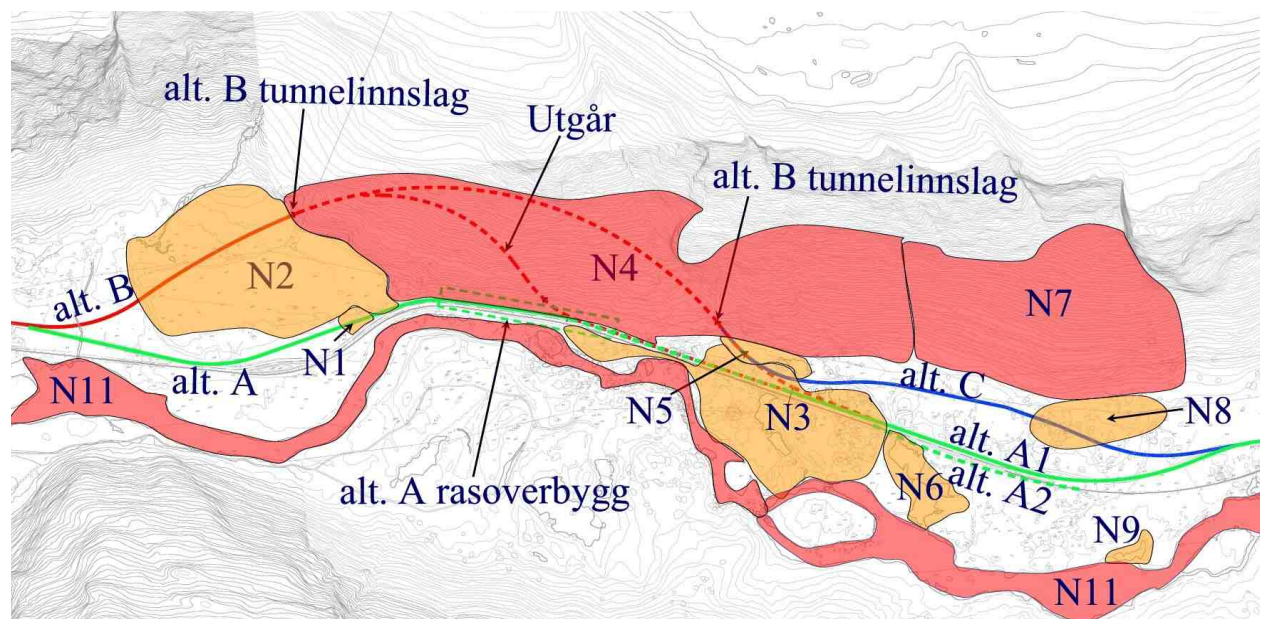 alt. B tunnelinnslag
Utgår
alt. B tunnelinnslag
N2
N4
N7
alt. B
N1
alt. A
N11
N5
N3
alt. C
N8
alt. A1
alt. A2
alt. A rasoverbygg
N6
N9
N11